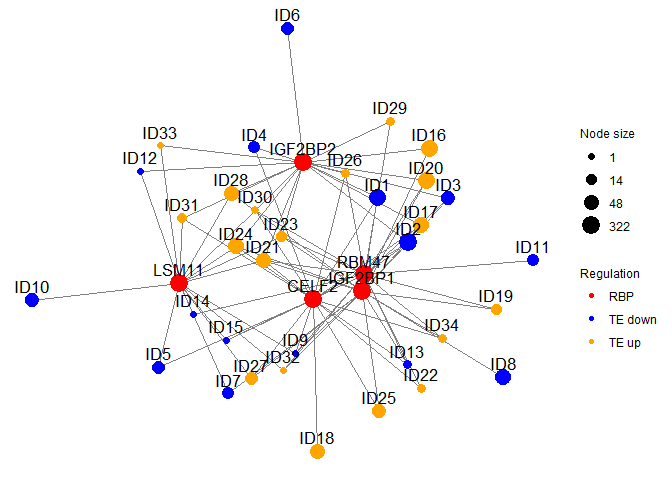 ID6
ID29
ID33
ID4
ID16
IGF2BP2
ID12
ID26
ID20
ID28
ID30
ID1
ID3
ID31
ID17
ID23
ID24
ID2
ID21
ID11
LSM11
RBM47
IGF2BP1
CELF2
ID10
ID14
ID19
ID15
ID34
ID9
ID5
ID32
ID13
ID8
ID7
ID27
ID22
ID25
ID18
Node size
1
14
48
322
Regulation
RBP
TE down
TE up